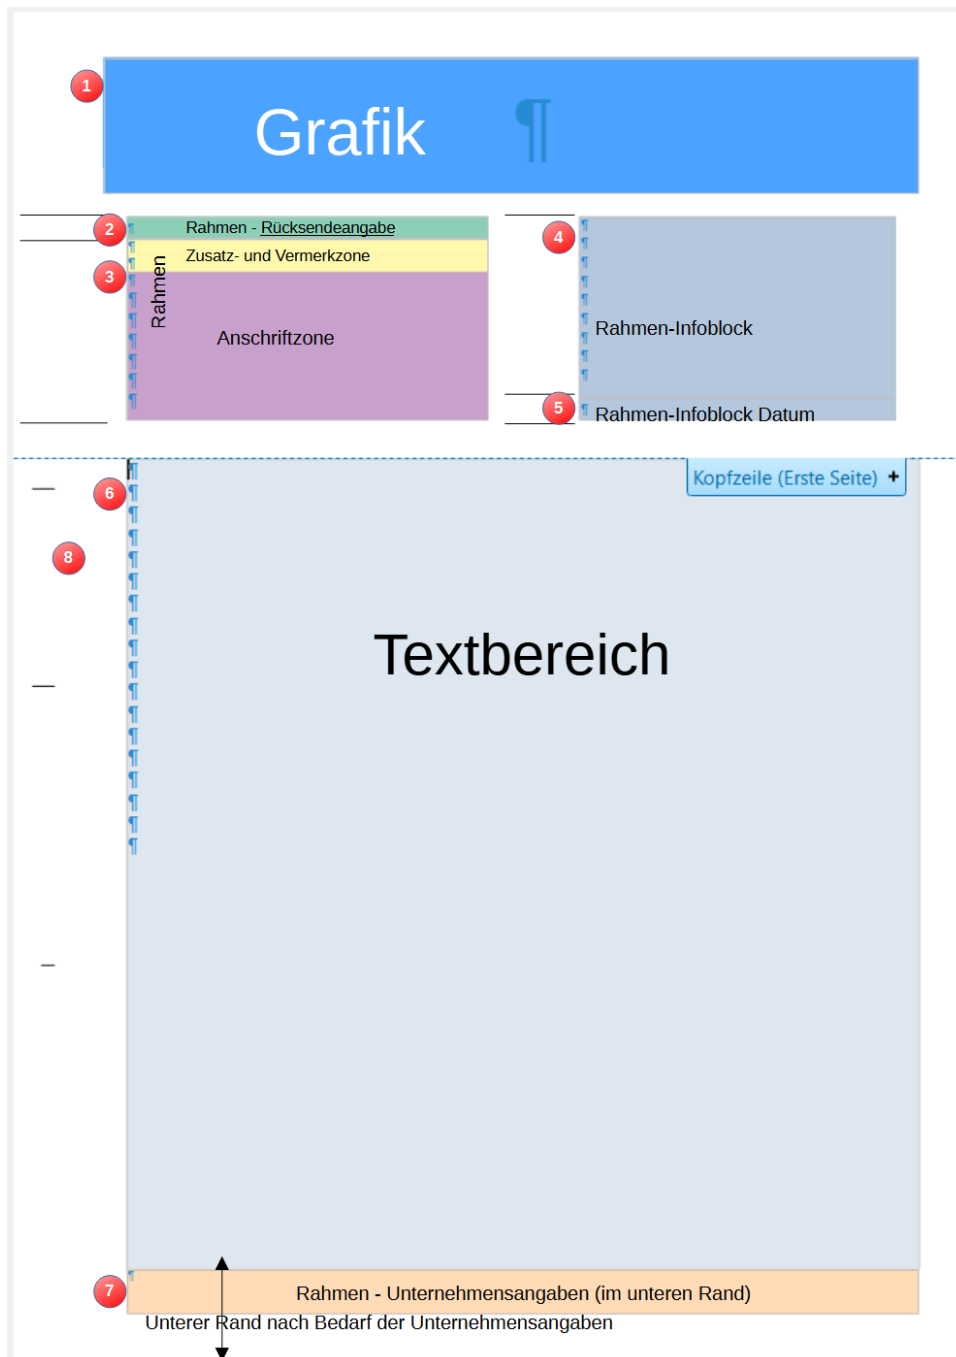 1
Grafik ¶
2
Rahmen - Rücksendeangabe
Zusatz- und Vermerkzone
3
Rahmen
Anschriftzone
4
Rahmen-Infoblock
5
Rahmen-Infoblock Datum
Kopfzeile (Erste Seite) +
6
8
Textbereich
7
Rahmen - Unternehmensangaben (im unteren Rand)
Unterer Rand nach Bedarf der Unternehmensangaben